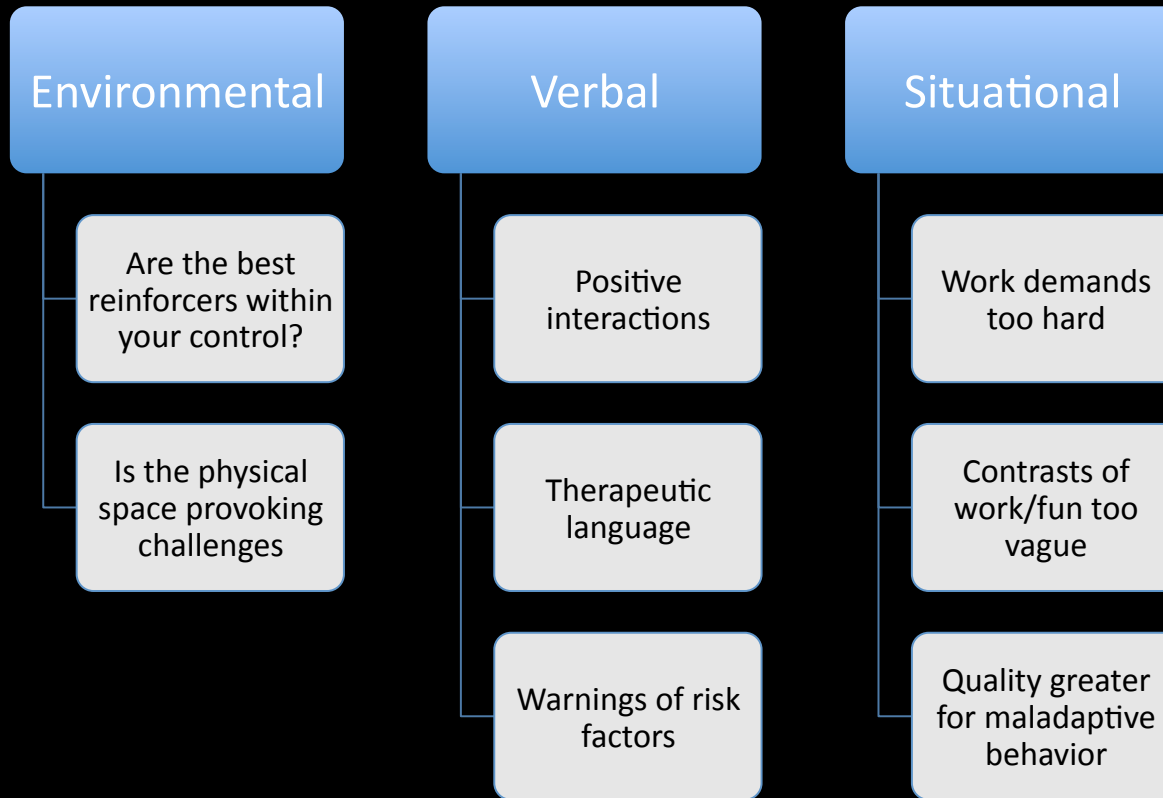 Environmental
Are the best
reinforcers within
your control?
Is the physical
space provoking
challenges
Verbal
Positive
interactions
Therapeutic
language
Warnings of risk
factors
Situational
Work demands
too hard
Contrasts of
work/fun too
vague
Quality greater
for maladaptive
behavior